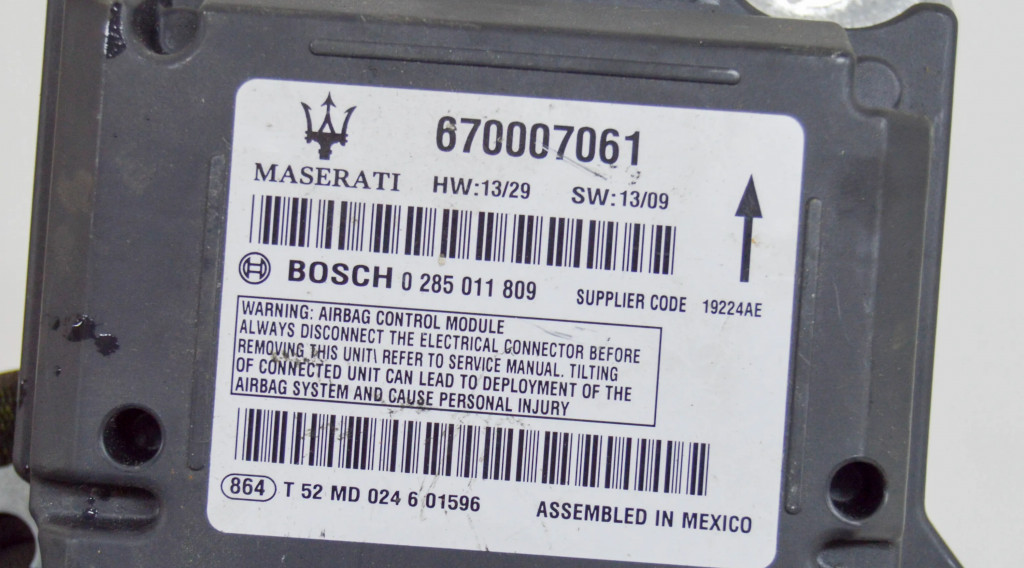 670007061
MASERATI HW:13/29 SW:13/09
BOSCH 0 285 011 809 SUPPLIER CODE 19224AE
WARNING: AIRBAG CONTROL MODULE
ALWAYS DISCONNECT THE ELECTRICAL CONNECTOR BEFORE
REMOVING THIS UNIT\ REFER TO SERVICE MANUAL. TILTING
OF CONNECTED UNIT CAN LEAD TO DEPLOYMENT OF THE
AIRBAG SYSTEM AND CAUSE PERSONAL INJURY
864 T 52 MD 024 6 01596 ASSEMBLED IN MEXICO